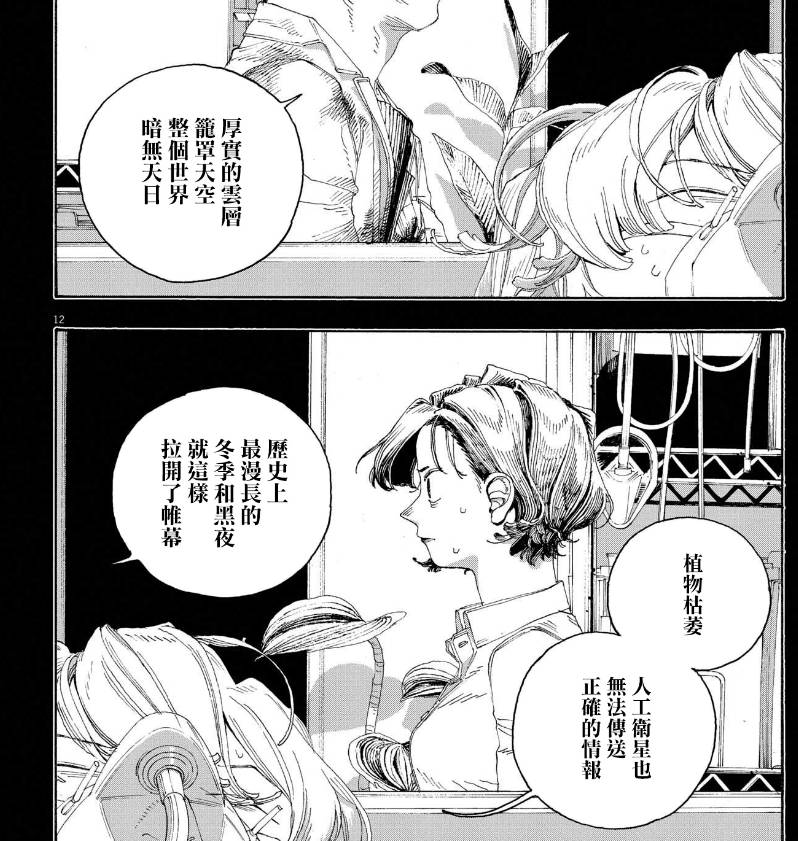 厚實的雲層
籠罩天空
整個世界
暗無天日
12
植物枯萎
人工衛星也
無法傳送
正確的情報
歷史上
最漫長的
冬季和黑夜
就這樣
拉開了帷幕